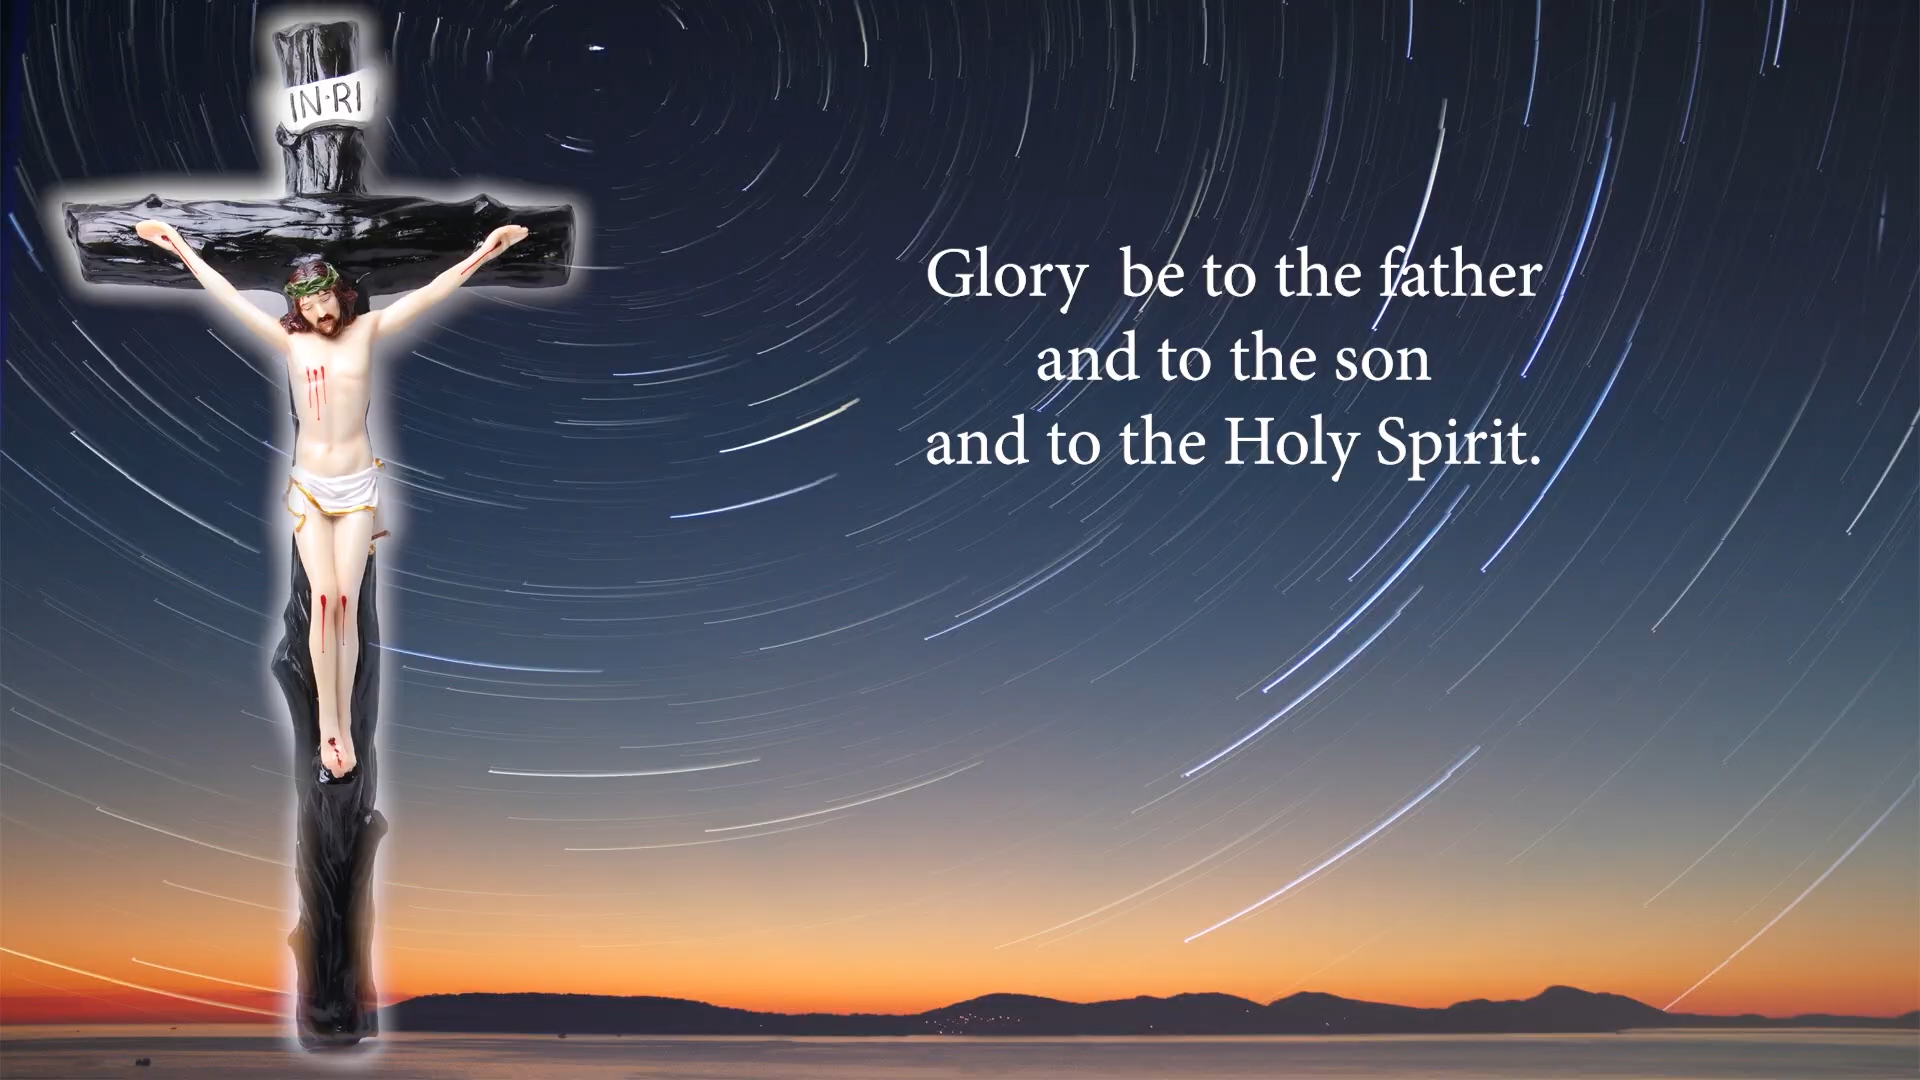 IN·RI
Glory be to the father
and to the son
and to the Holy Spirit.